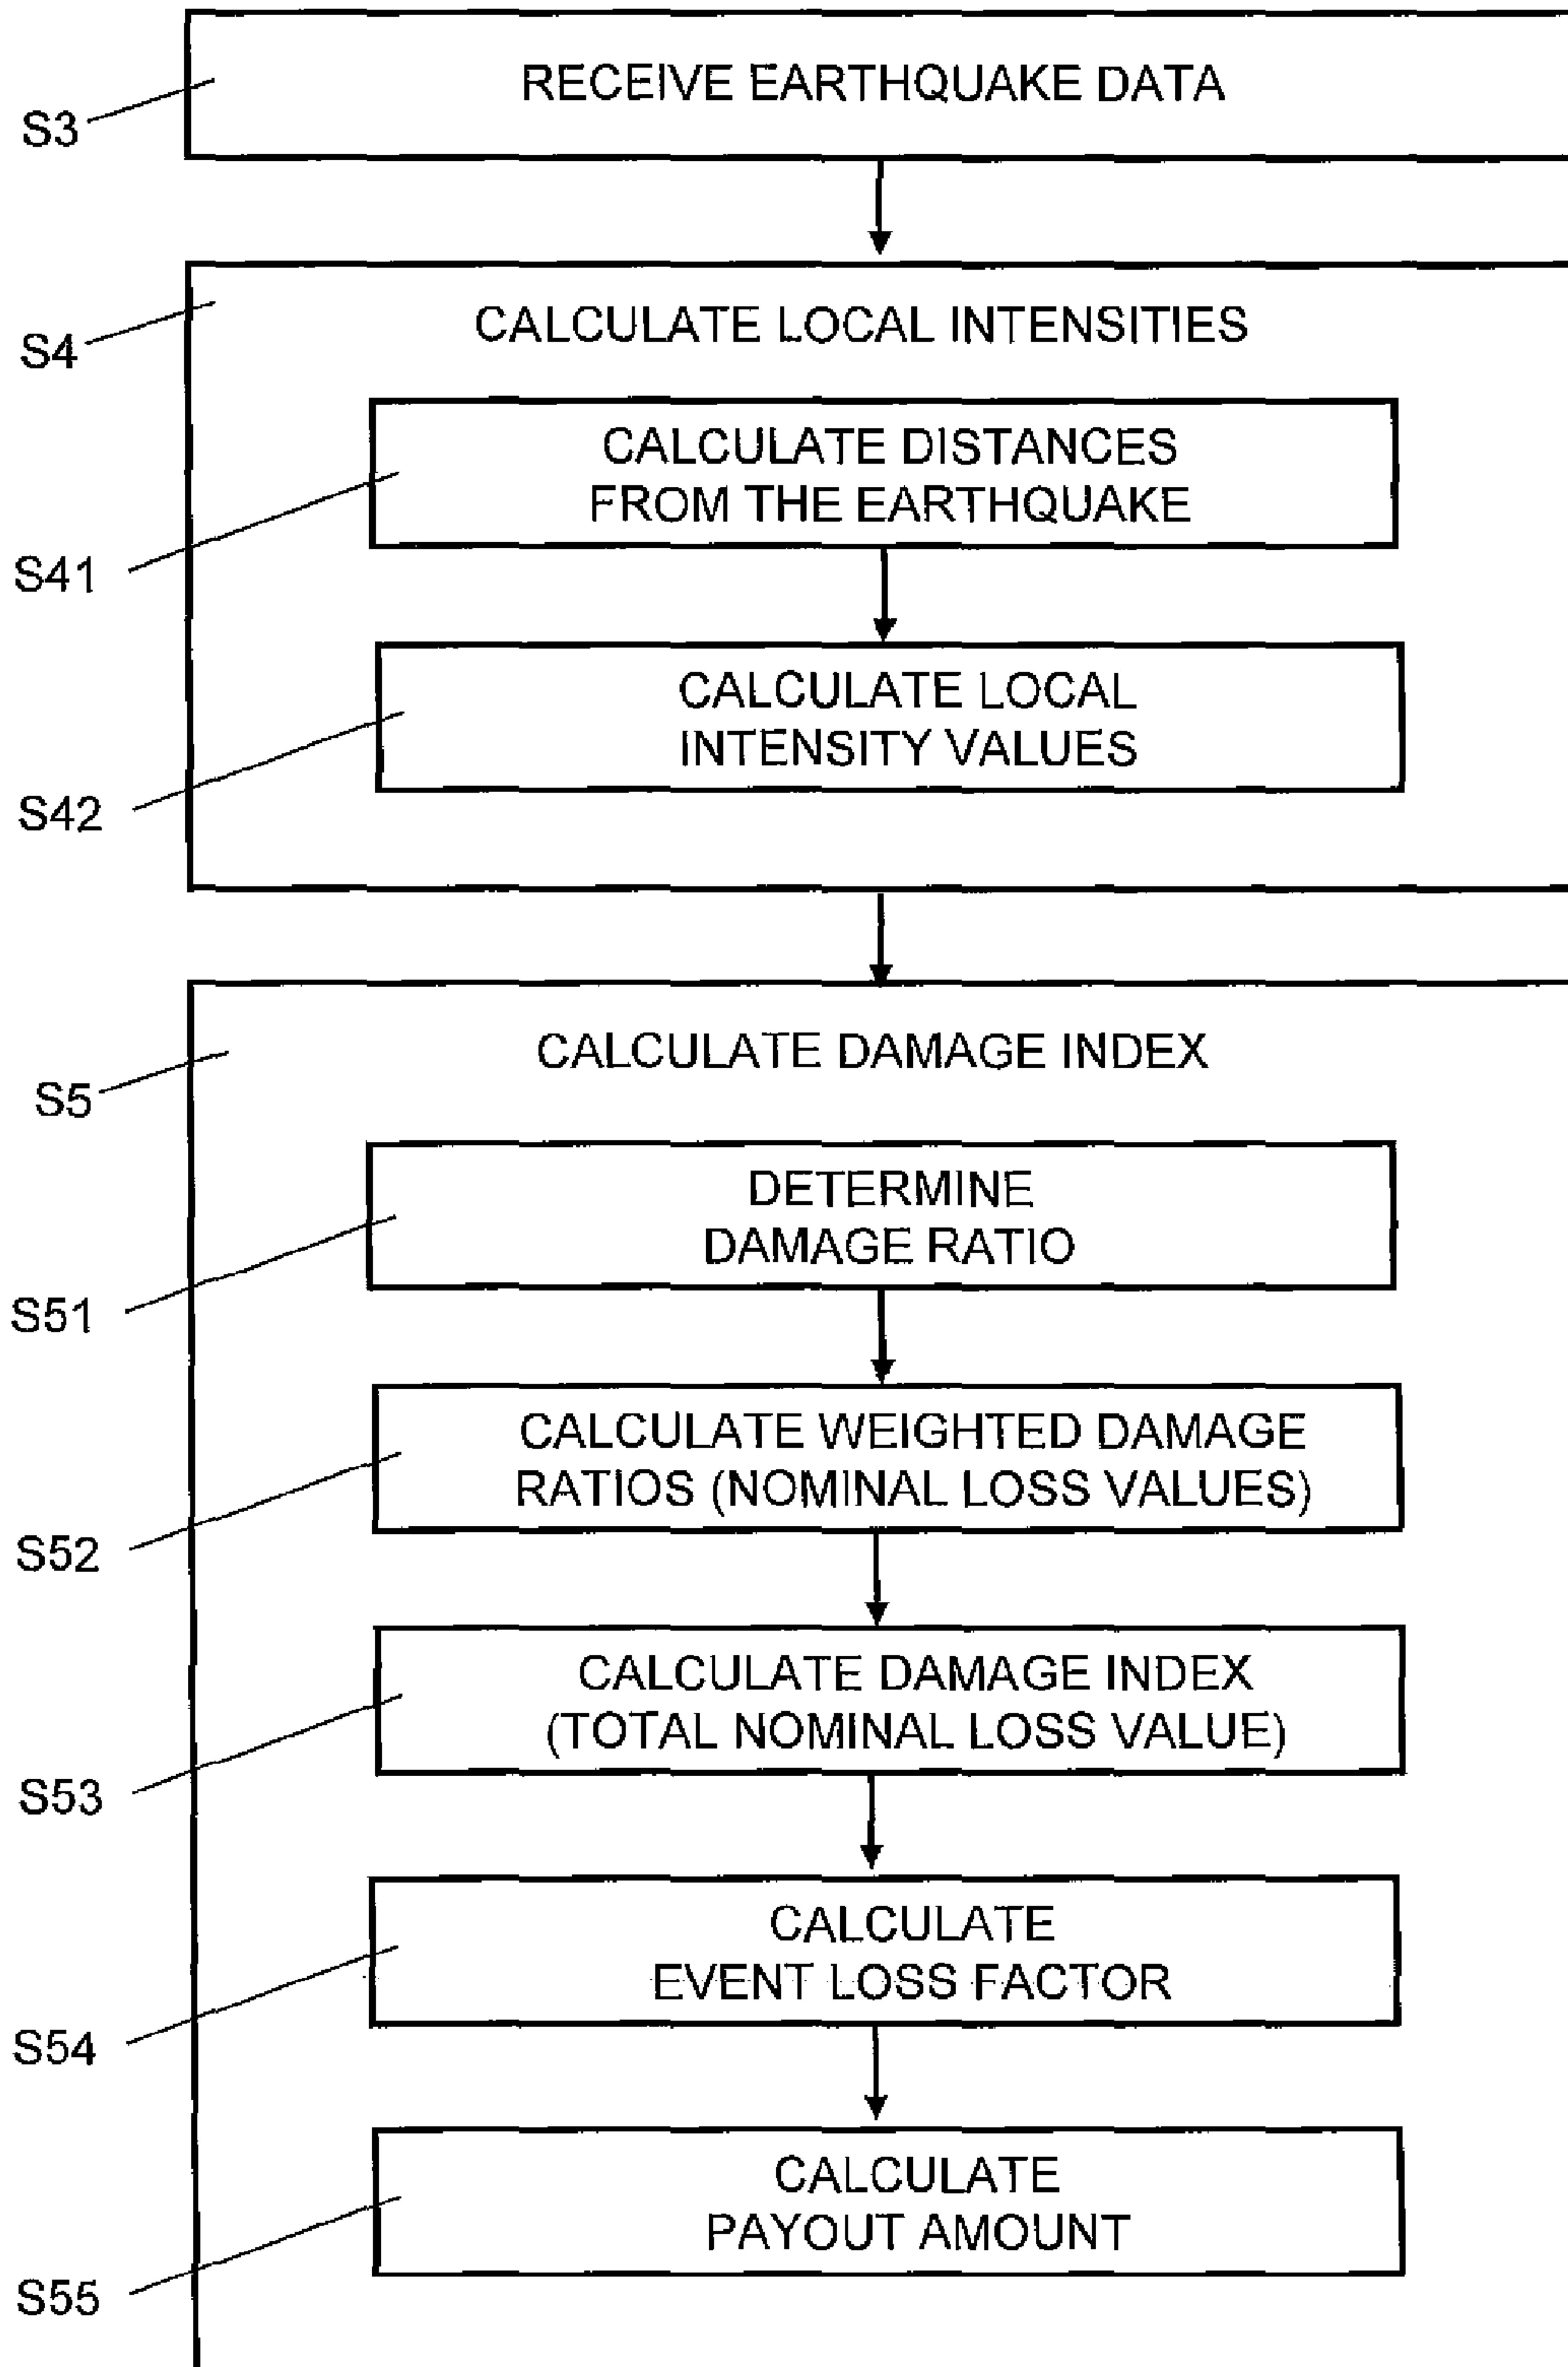 RECEIVE EARTHQUAKE DATA
S3
CALCULATE LOCAL INTENSITIES
S4
CALCULATE DISTANCES
FROM THE EARTHQUAKE
S41
CALCULATE LOCAL
INTENSITY VALUES
S42
CALCULATE DAMAGE INDEX
S5
DETERMINE
DAMAGE RATIO
S51
CALCULATE WEIGHTED DAMAGE
RATIOS (NOMINAL LOSS VALUES)
S52
CALCULATE DAMAGE INDEX
(TOTAL NOMINAL LOSS VALUE)
S53
CALCULATE
EVENT LOSS FACTOR
S54
CALCULATE
PAYOUT AMOUNT
S55